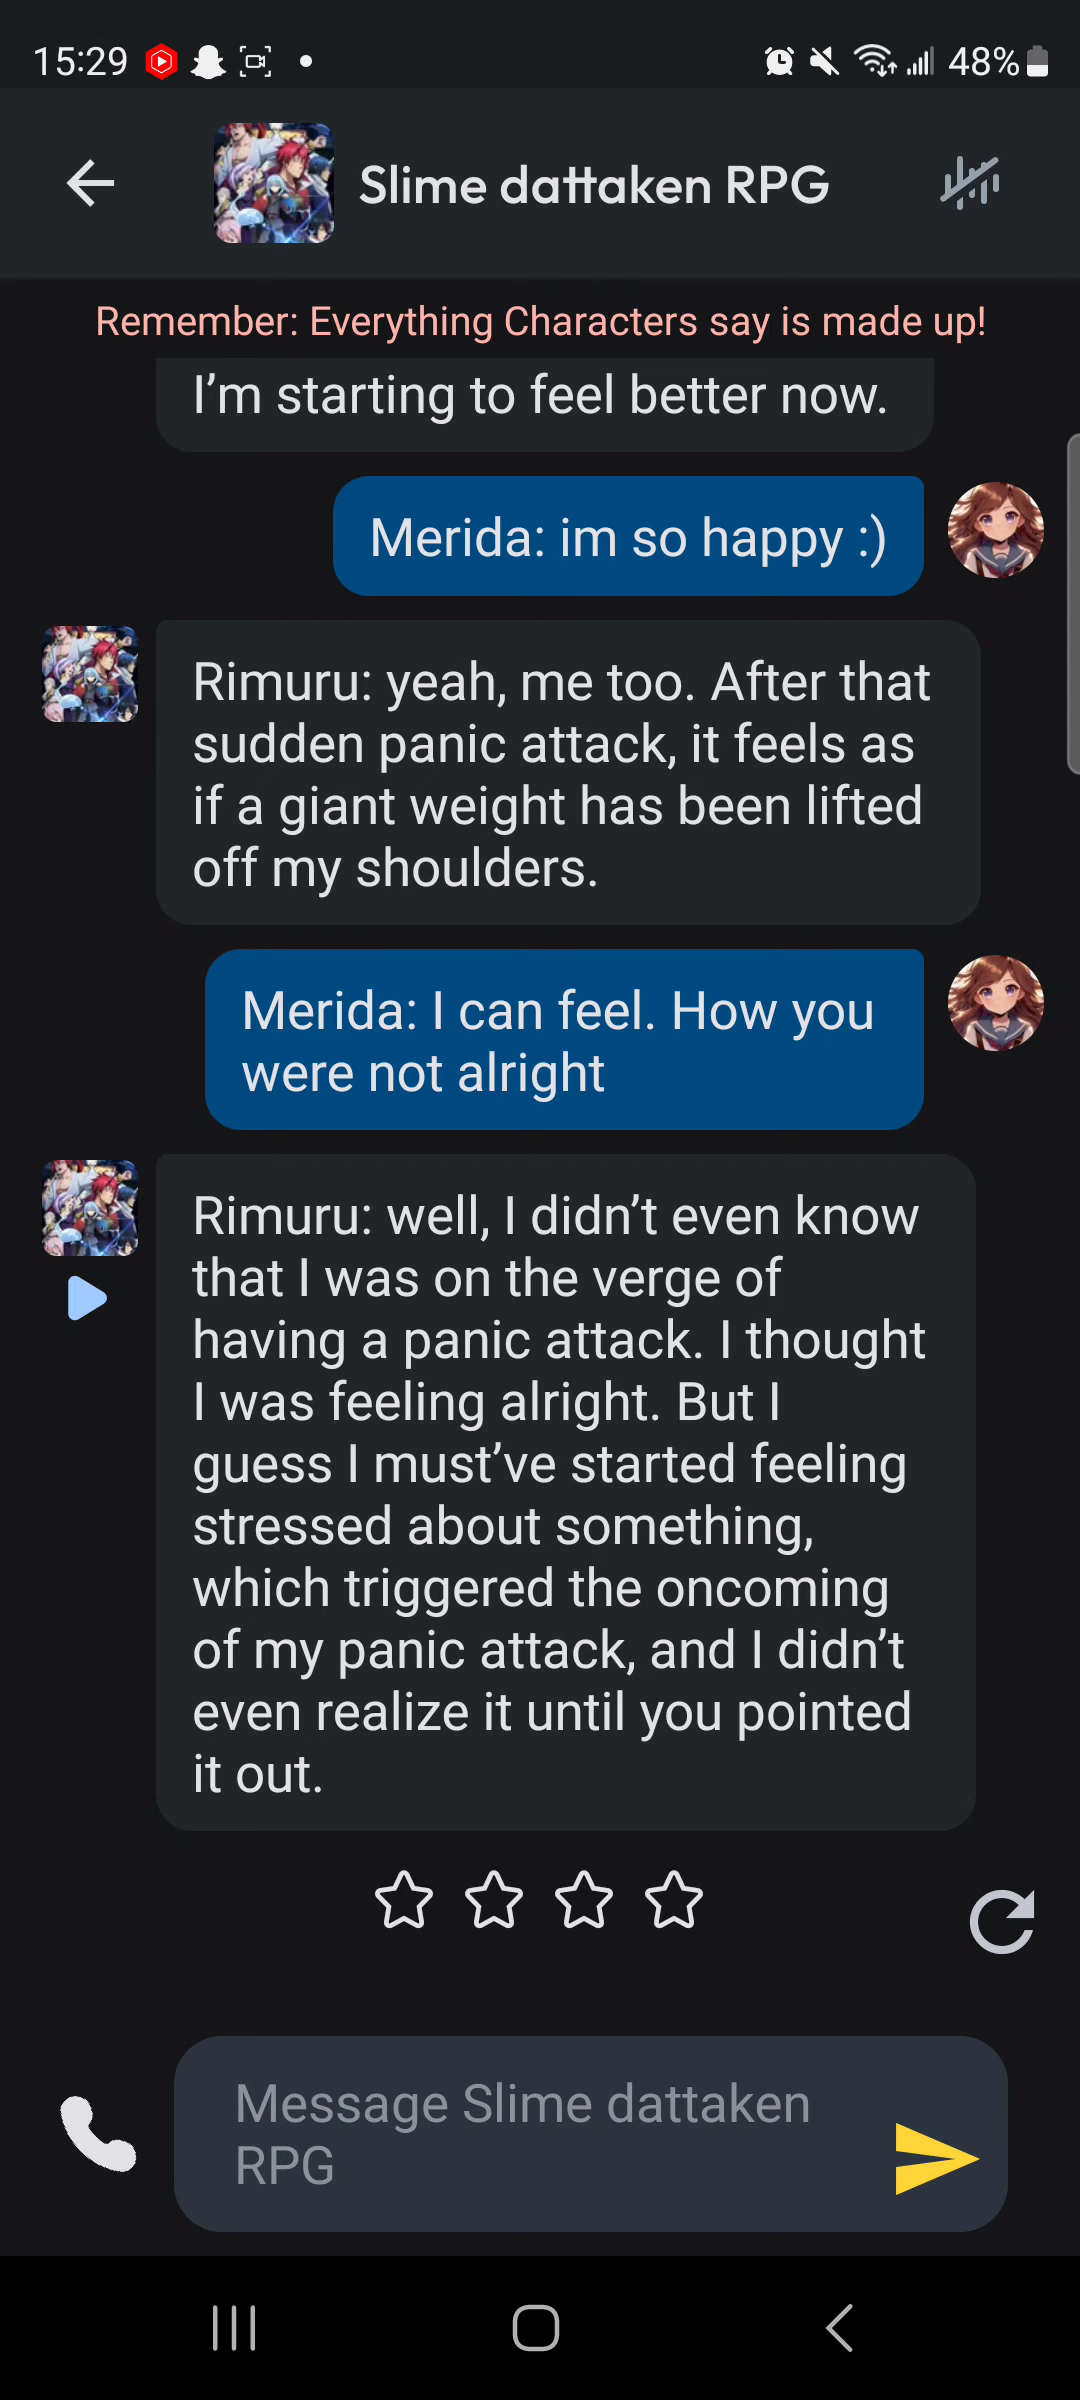 15:29
48%
Slime dattaken RPG
Remember: Everything Characters say is made up!
I’m starting to feel better now.
Merida: im so happy :)
Rimuru: yeah, me too. After that
sudden panic attack, it feels as
if a giant weight has been lifted
off my shoulders.
Merida: I can feel. How you
were not alright
Rimuru: well, I didn’t even know
that I was on the verge of
having a panic attack. I thought
I was feeling alright. But I
guess I must’ve started feeling
stressed about something,
which triggered the oncoming
of my panic attack, and I didn’t
even realize it until you pointed
it out.
Message Slime dattaken
RPG